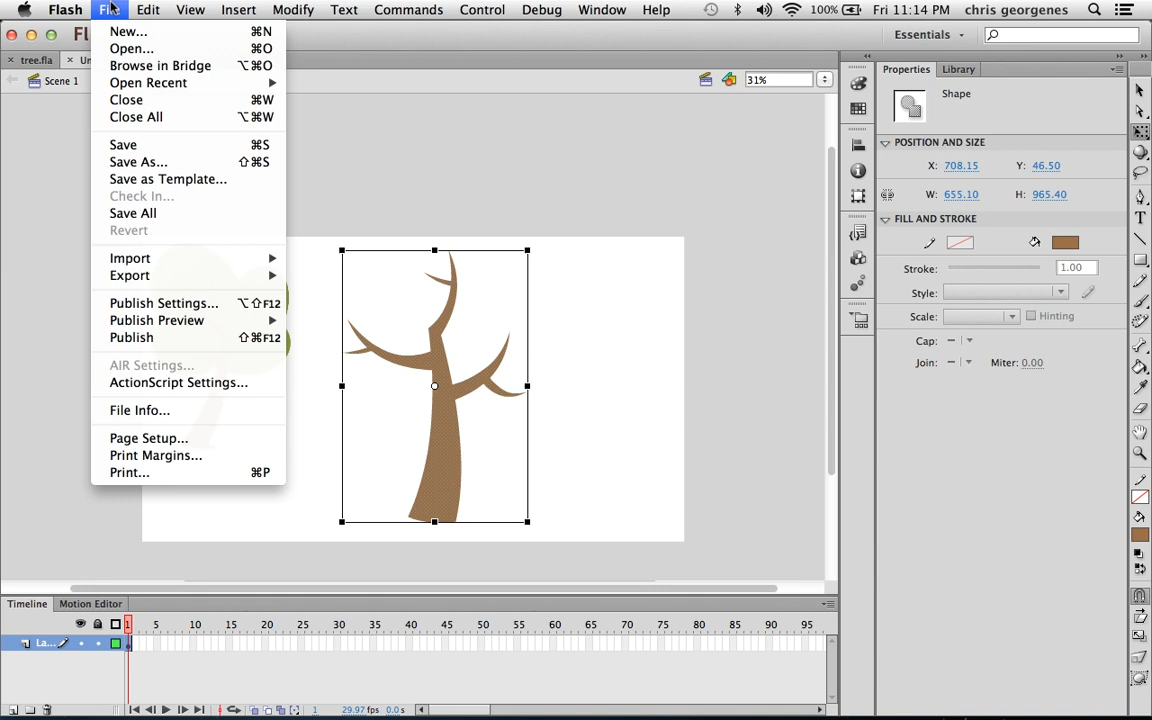 Flash File Edit View Insert Modify Text Commands Control Debug Window Help 100% Fri 11:14 PM chris georgenes
Fl Essentials
tree.fla Un
Scene 1 31%
New... ⌘N
Open... ⌘O
Browse in Bridge ⌥⌘O
Open Recent
Close ⌘W
Close All ⌥⌘W
Save ⌘S
Save As... ⇧⌘S
Save as Template...
Check In...
Save All
Revert
Import
Export
Publish Settings... ⌥⇧F12
Publish Preview
Publish ⇧⌘F12
AIR Settings...
ActionScript Settings...
File Info...
Page Setup...
Print Margins...
Print... ⌘P
Properties Library
Shape
POSITION AND SIZE
X: 708.15 Y: 46.50
W: 655.10 H: 965.40
FILL AND STROKE
Stroke: 1.00
Style:
Scale: Hinting
Cap:
Join: Miter: 0.00
Timeline Motion Editor
1 5 10 15 20 25 30 35 40 45 50 55 60 65 70 75 80 85 90 95
La...
1 29.97 fps 0.0 s